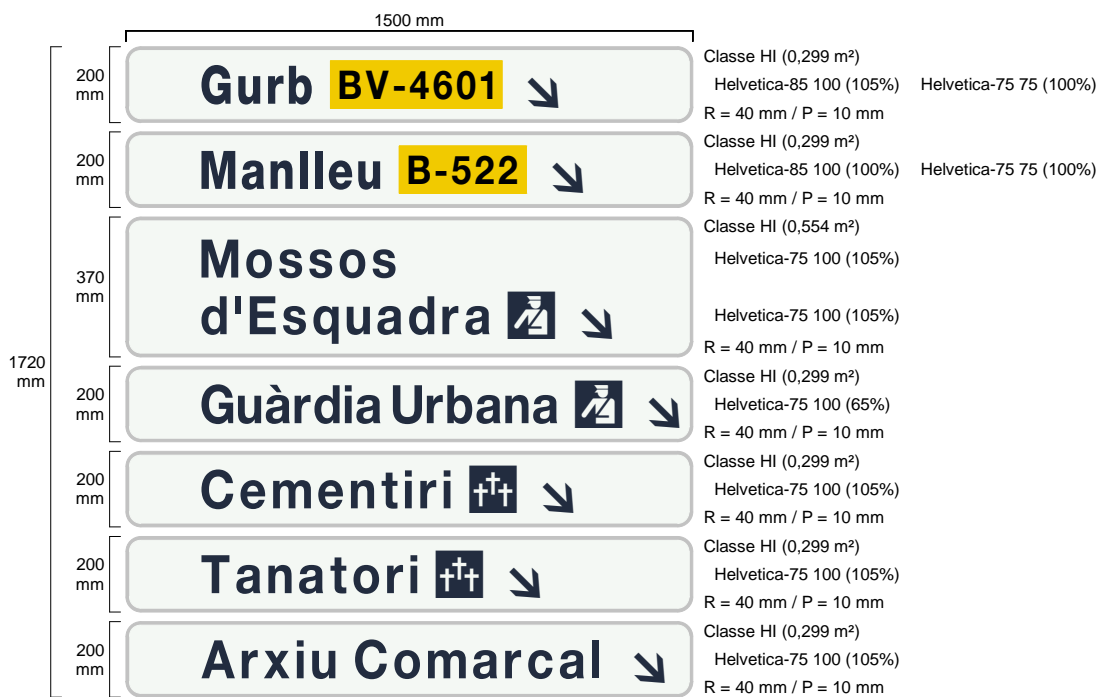 1500 mm
1720 mm
200 mm
Gurb BV-4601
Classe HI (0,299 m²)
Helvetica-85 100 (105%) Helvetica-75 75 (100%)
R = 40 mm / P = 10 mm
200 mm
Manlleu B-522
Classe HI (0,299 m²)
Helvetica-85 100 (100%) Helvetica-75 75 (100%)
R = 40 mm / P = 10 mm
370 mm
Mossos
d'Esquadra
Classe HI (0,554 m²)
Helvetica-75 100 (105%)
Helvetica-75 100 (105%)
R = 40 mm / P = 10 mm
200 mm
Guàrdia Urbana
Classe HI (0,299 m²)
Helvetica-75 100 (65%)
R = 40 mm / P = 10 mm
200 mm
Cementiri
Classe HI (0,299 m²)
Helvetica-75 100 (105%)
R = 40 mm / P = 10 mm
200 mm
Tanatori
Classe HI (0,299 m²)
Helvetica-75 100 (105%)
R = 40 mm / P = 10 mm
200 mm
Arxiu Comarcal
Classe HI (0,299 m²)
Helvetica-75 100 (105%)
R = 40 mm / P = 10 mm